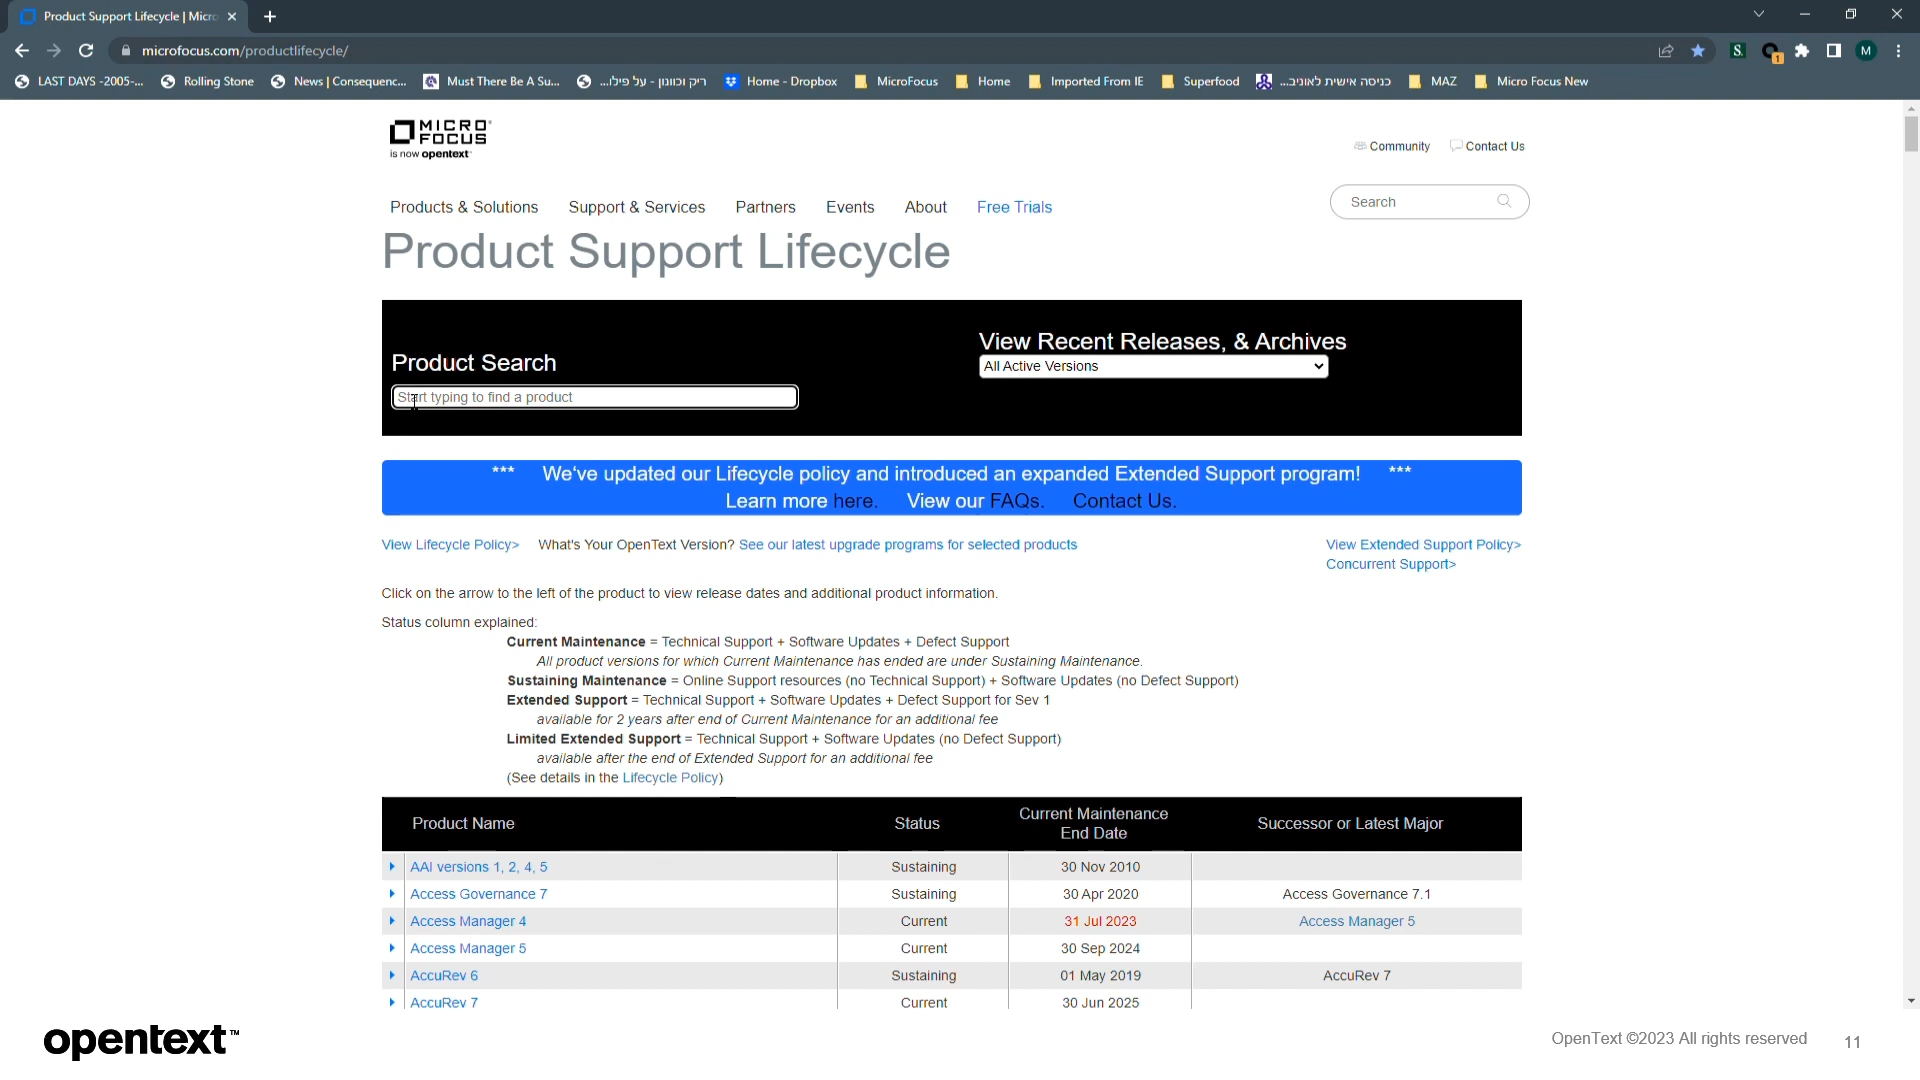 Product Support Lifecycle | Micro
microfocus.com/productlifecycle/
S.
1
M
LAST DAYS -2005-...
Rolling Stone
News | Consequenc...
Must There Be A Su...
ריק וכוונון - על פילו...
Home - Dropbox
MicroFocus
Home
Imported From IE
Superfood
כניסה אישית לאוניב...
MAZ
Micro Focus New
MICRO
FOCUS
is now opentext™
Community
Contact Us
Products & Solutions
Support & Services
Partners
Events
About
Free Trials
Search
Product Support Lifecycle
View Recent Releases, & Archives
All Active Versions
Product Search
Start typing to find a product
*** We've updated our Lifecycle policy and introduced an expanded Extended Support program! ***
Learn more here. View our FAQs. Contact Us.
View Lifecycle Policy>
What's Your OpenText Version? See our latest upgrade programs for selected products
View Extended Support Policy>
Concurrent Support>
Click on the arrow to the left of the product to view release dates and additional product information.
Status column explained:
Current Maintenance = Technical Support + Software Updates + Defect Support
All product versions for which Current Maintenance has ended are under Sustaining Maintenance.
Sustaining Maintenance = Online Support resources (no Technical Support) + Software Updates (no Defect Support)
Extended Support = Technical Support + Software Updates + Defect Support for Sev 1
available for 2 years after end of Current Maintenance for an additional fee
Limited Extended Support = Technical Support + Software Updates (no Defect Support)
available after the end of Extended Support for an additional fee
(See details in the Lifecycle Policy)
Product Name
Status
Current Maintenance
End Date
Successor or Latest Major
AAI versions 1, 2, 4, 5 Sustaining 30 Nov 2010
Access Governance 7 Sustaining 30 Apr 2020 Access Governance 7.1
Access Manager 4 Current 31 Jul 2023 Access Manager 5
Access Manager 5 Current 30 Sep 2024
AccuRev 6 Sustaining 01 May 2019 AccuRev 7
AccuRev 7 Current 30 Jun 2025
opentext™
OpenText ©2023 All rights reserved
11